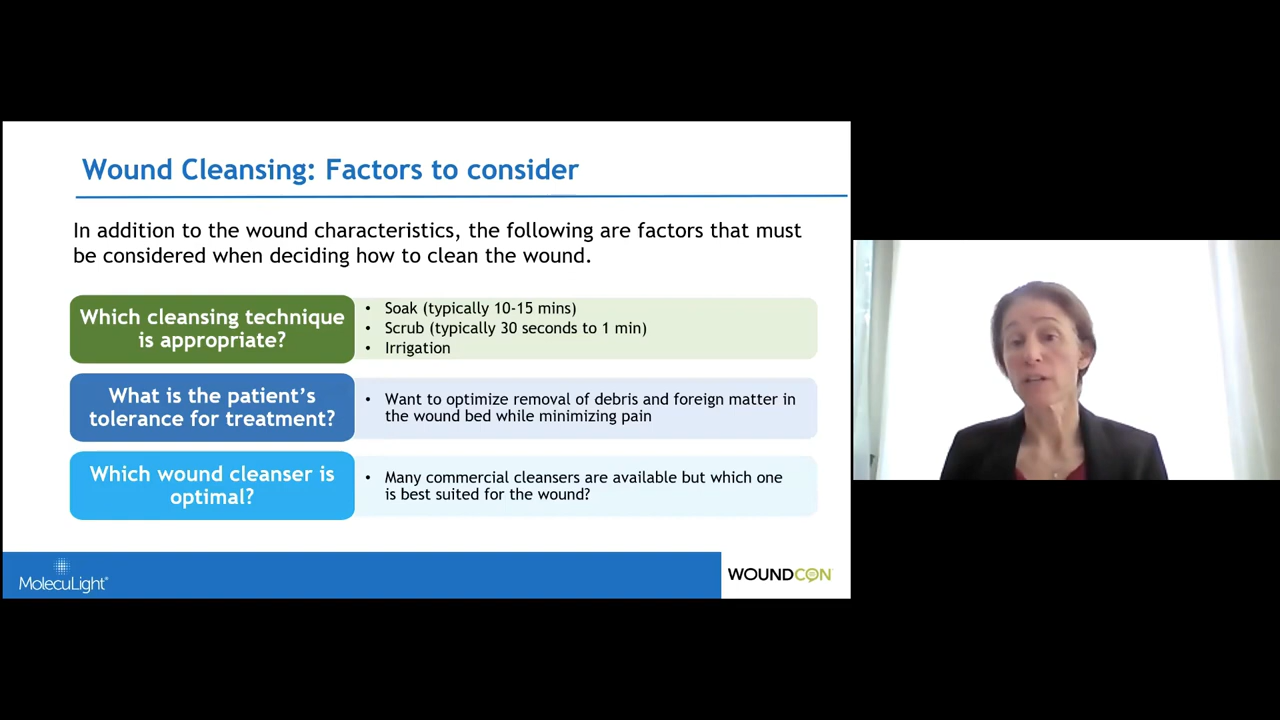 Wound Cleansing: Factors to consider
In addition to the wound characteristics, the following are factors that must
be considered when deciding how to clean the wound.
Which cleansing technique
is appropriate?
• Soak (typically 10-15 mins)
• Scrub (typically 30 seconds to 1 min)
• Irrigation
What is the patient's
tolerance for treatment?
• Want to optimize removal of debris and foreign matter in
the wound bed while minimizing pain
Which wound cleanser is
optimal?
• Many commercial cleansers are available but which one
is best suited for the wound?
MolecuLight®
WOUNDCON